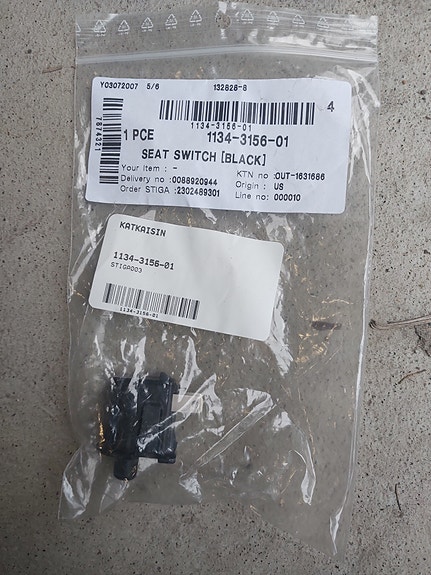 Y03072007 5/6 132828-8
4
7874321
1134-3156-01
1 PCE 1134-3156-01
SEAT SWITCH [BLACK]
Your item : - KTN no :OUT-1631686
Delivery no :0088920944 Origin : US
Order STIGA :2302489301 Line no: 000010
KATKAISIN
1134-3156-01
STIGA003
1134-3156-01